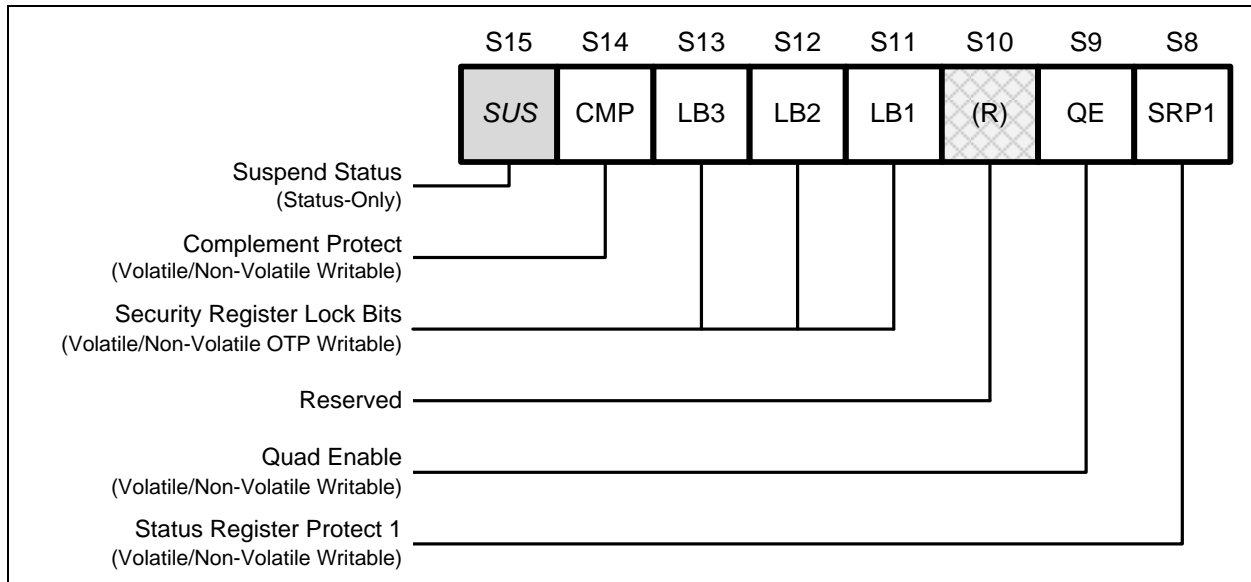 S15 S14 S13 S12 S11 S10 S9 S8
SUS CMP LB3 LB2 LB1 (R) QE SRP1
Suspend Status
(Status-Only)
Complement Protect
(Volatile/Non-Volatile Writable)
Security Register Lock Bits
(Volatile/Non-Volatile OTP Writable)
Reserved
Quad Enable
(Volatile/Non-Volatile Writable)
Status Register Protect 1
(Volatile/Non-Volatile Writable)